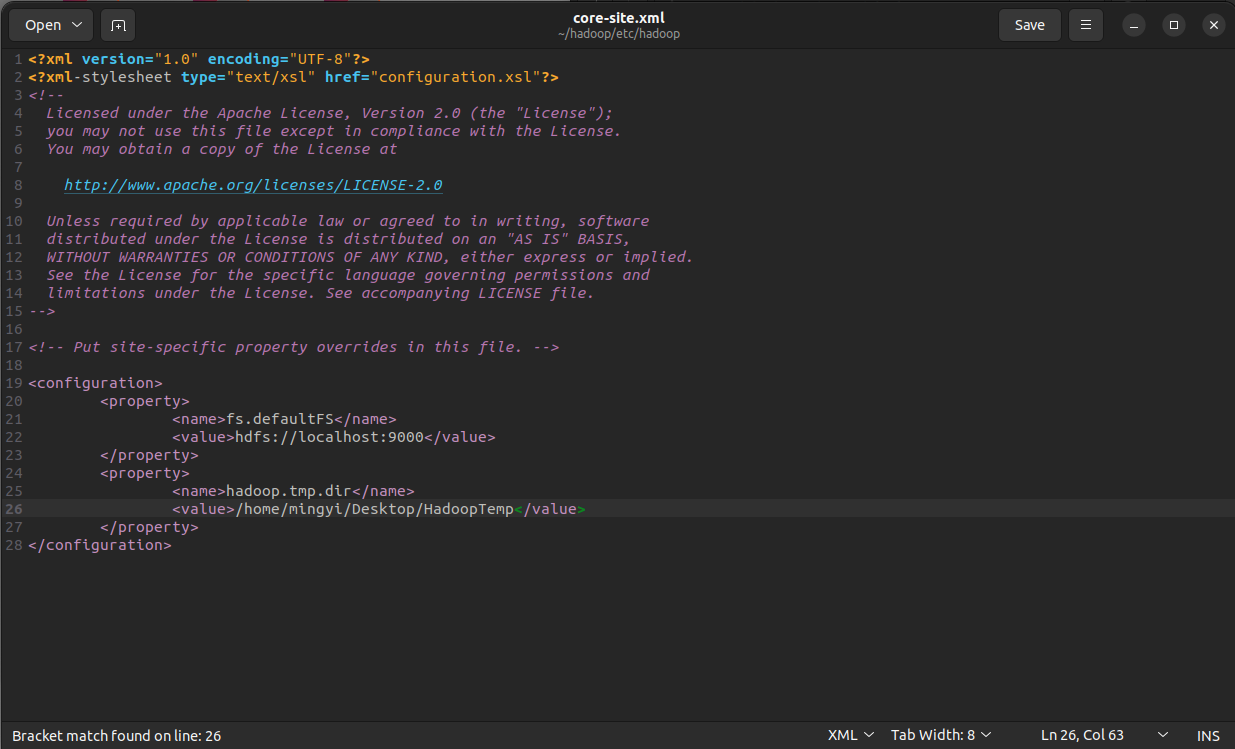 Open
core-site.xml
~/hadoop/etc/hadoop
Save
1 <?xml version="1.0" encoding="UTF-8"?>
2 <?xml-stylesheet type="text/xsl" href="configuration.xsl"?>
3 <!--
4   Licensed under the Apache License, Version 2.0 (the "License");
5   you may not use this file except in compliance with the License.
6   You may obtain a copy of the License at
7
8     http://www.apache.org/licenses/LICENSE-2.0
9
10   Unless required by applicable law or agreed to in writing, software
11   distributed under the License is distributed on an "AS IS" BASIS,
12   WITHOUT WARRANTIES OR CONDITIONS OF ANY KIND, either express or implied.
13   See the License for the specific language governing permissions and
14   limitations under the License. See accompanying LICENSE file.
15 -->
16
17 <!-- Put site-specific property overrides in this file. -->
18
19 <configuration>
20         <property>
21                 <name>fs.defaultFS</name>
22                 <value>hdfs://localhost:9000</value>
23         </property>
24         <property>
25                 <name>hadoop.tmp.dir</name>
26                 <value>/home/mingyi/Desktop/HadoopTemp</value>
27         </property>
28 </configuration>
Bracket match found on line: 26 XML Tab Width: 8 Ln 26, Col 63 INS